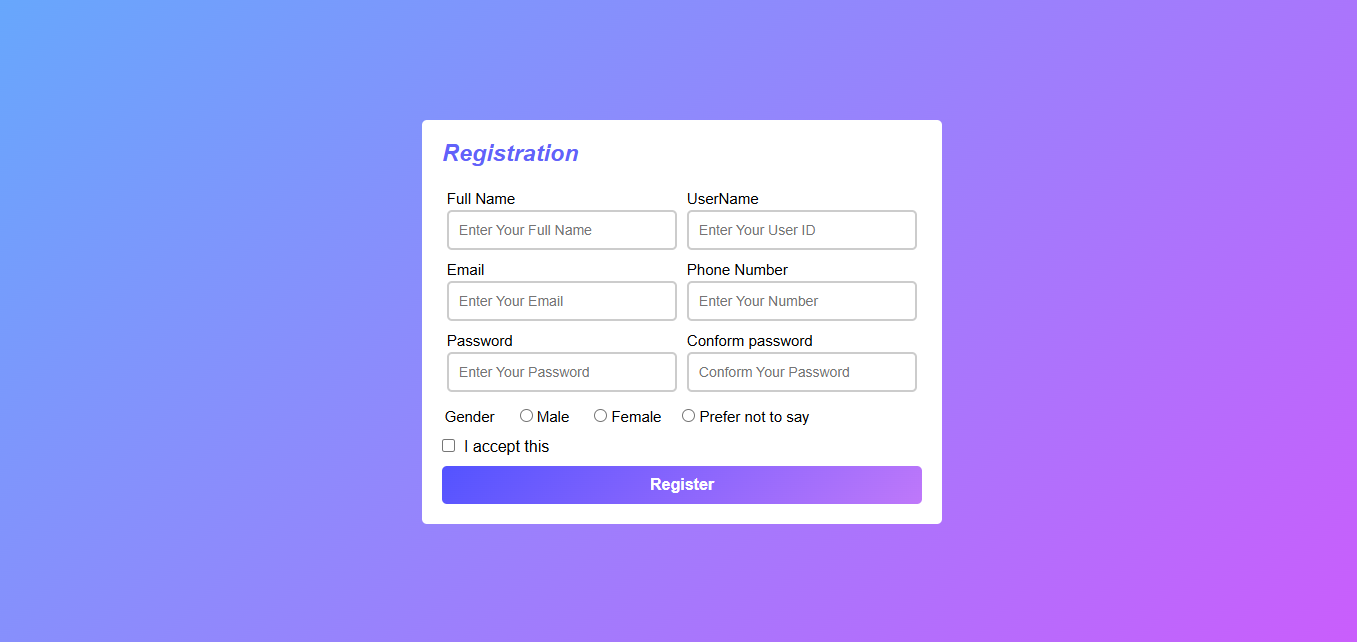 Registration
Full Name UserName
Enter Your Full Name Enter Your User ID
Email Phone Number
Enter Your Email Enter Your Number
Password Conform password
Enter Your Password Conform Your Password
Gender Male Female Prefer not to say
I accept this
Register